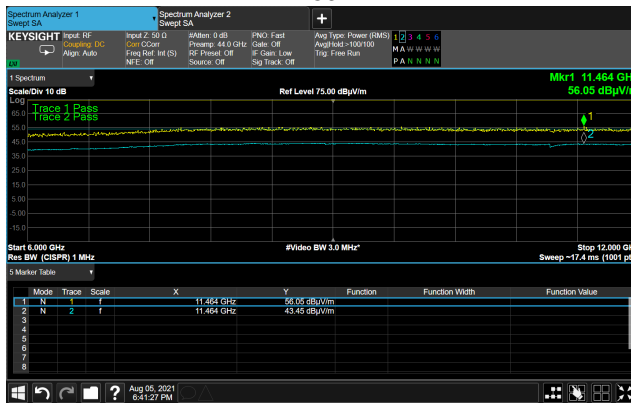 Spectrum Analyzer 1
Swept SA
Spectrum Analyzer 2
Swept SA
+
KEYSIGHT
Input: RF
Coupling: DC
Align: Auto
Input Z: 50 Ω
Corr CCorr
Freq Ref: Int (S)
NFE: Off
#Atten: 0 dB
Preamp: 44.0 GHz
RF Presel: Off
Source: Off
PNO: Fast
Gate: Off
IF Gain: Low
Sig Track: Off
Avg Type: Power (RMS)
Avg|Hold >100/100
Trig: Free Run
1 2 3 4 5 6
M A W W W W
P A N N N N
LXI
1 Spectrum
Scale/Div 10 dB
Ref Level 75.00 dBµV/m
Mkr1 11.464 GH
56.05 dBµV/
Log
Trace 1 Pass
Trace 2 Pass
65.0
55.0
45.0
35.0
25.0
15.0
5.00
-5.00
-15.0
1
2
Start 6.000 GHz
Res BW (CISPR) 1 MHz
#Video BW 3.0 MHz*
Stop 12.000 G
Sweep ~17.4 ms (1001 pt
5 Marker Table
Mode Trace Scale X Y Function Function Width Function Value
1 N 1 f 11.464 GHz 56.05 dBµV/m
2 N 2 f 11.464 GHz 43.45 dBµV/m
3
4
5
6
7
8
?
Aug 05, 2021
6:41:27 PM